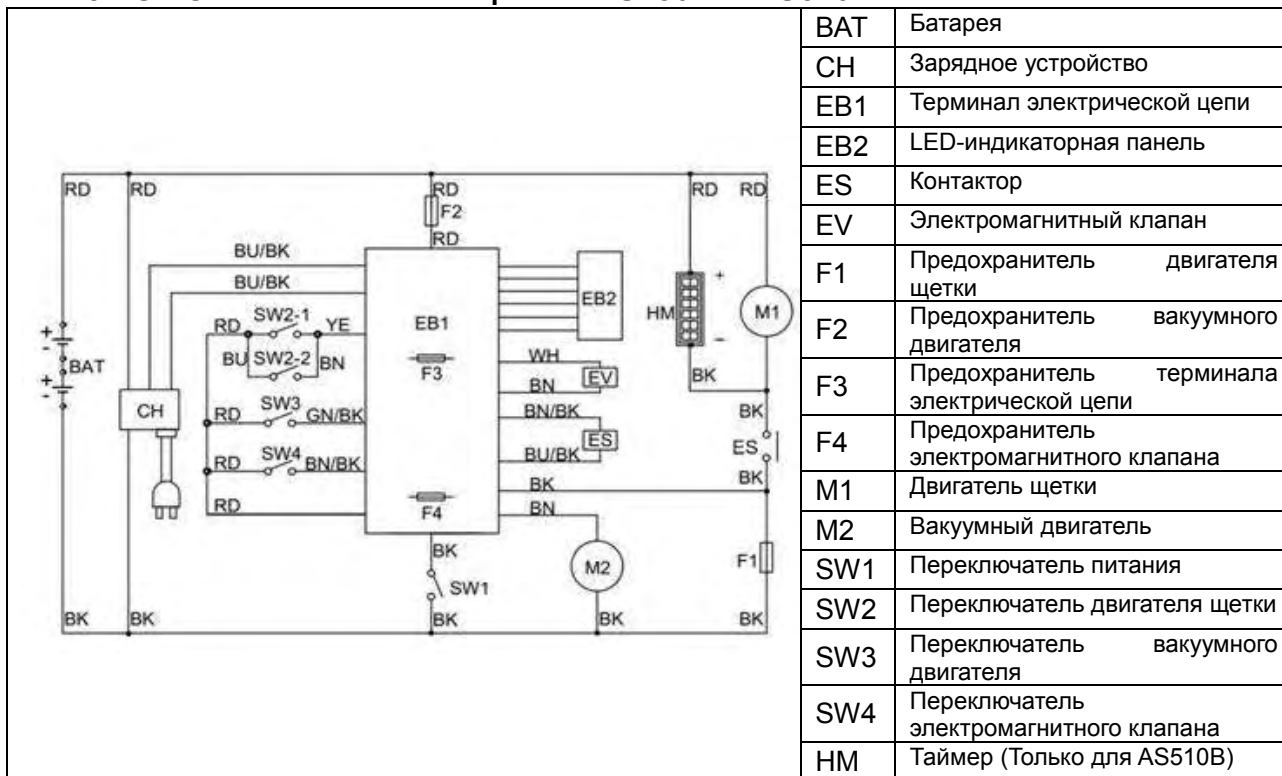 RD RD RD RD RD
F2
RD
BU/BK
BU/BK
SW2-1
RD YE
BU SW2-2 BN
EB1
F3
EB2
HM
+
−
M1
+
-
BAT
+
-
CH
WH
EV
BN
BK
SW3
RD GN/BK
BN/BK
ES
BU/BK
BK
ES
SW4
RD BN/BK
BK
BK
RD
F4
BN
BK
SW1
M2
F1
BK BK BK BK BK
BAT Батарея
CH Зарядное устройство
EB1 Терминал электрической цепи
EB2 LED-индикаторная панель
ES Контактор
EV Электромагнитный клапан
F1 Предохранитель двигателя
щетки
F2 Предохранитель вакуумного
двигателя
F3 Предохранитель терминала
электрической цепи
F4 Предохранитель
электромагнитного клапана
M1 Двигатель щетки
M2 Вакуумный двигатель
SW1 Переключатель питания
SW2 Переключатель двигателя щетки
SW3 Переключатель вакуумного
двигателя
SW4 Переключатель
электромагнитного клапана
HM Таймер (Только для AS510B)